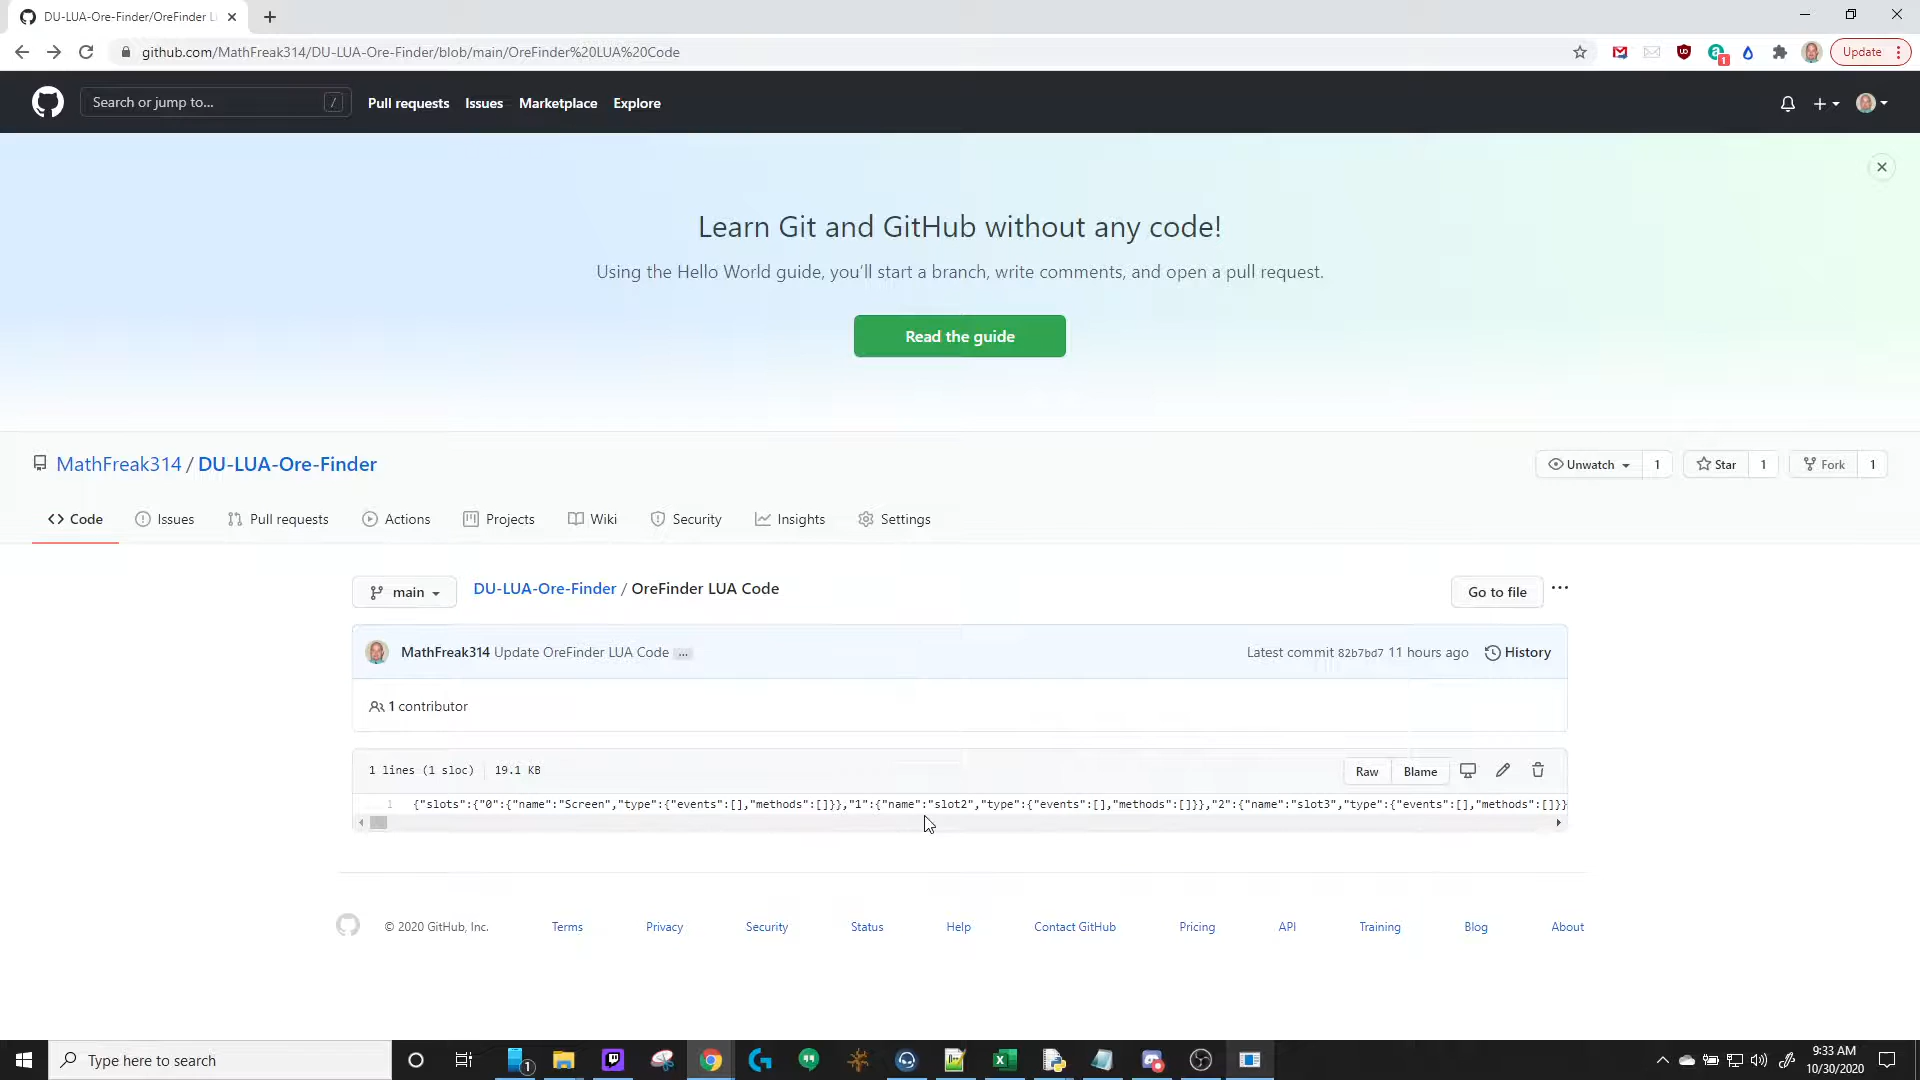 DU-LUA-Ore-Finder/OreFinder L
github.com/MathFreak314/DU-LUA-Ore-Finder/blob/main/OreFinder%20LUA%20Code
1
Update
Search or jump to...
/
Pull requests
Issues
Marketplace
Explore
Learn Git and GitHub without any code!
Using the Hello World guide, you'll start a branch, write comments, and open a pull request.
Read the guide
MathFreak314 / DU-LUA-Ore-Finder
Unwatch 1
Star 1
Fork 1
Code
Issues
Pull requests
Actions
Projects
Wiki
Security
Insights
Settings
main
DU-LUA-Ore-Finder / OreFinder LUA Code
Go to file
...
MathFreak314 Update OreFinder LUA Code ...
Latest commit 82b7bd7 11 hours ago
History
1 contributor
1 lines (1 sloc)
19.1 KB
Raw
Blame
1 {"slots":{"0":{"name":"Screen","type":{"events":[],"methods":[]}},"1":{"name":"slot2","type":{"events":[],"methods":[]}},"2":{"name":"slot3","type":{"events":[],"methods":[]}}
© 2020 GitHub, Inc.
Terms
Privacy
Security
Status
Help
Contact GitHub
Pricing
API
Training
Blog
About
Type here to search
1
9:33 AM
10/30/2020